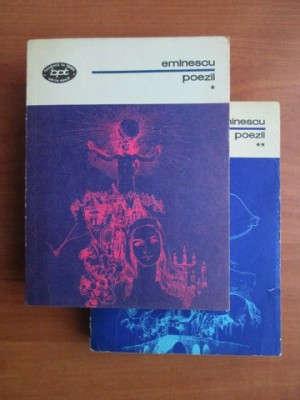 bpt
eminescu
poezii
*
minescu
poezii
**